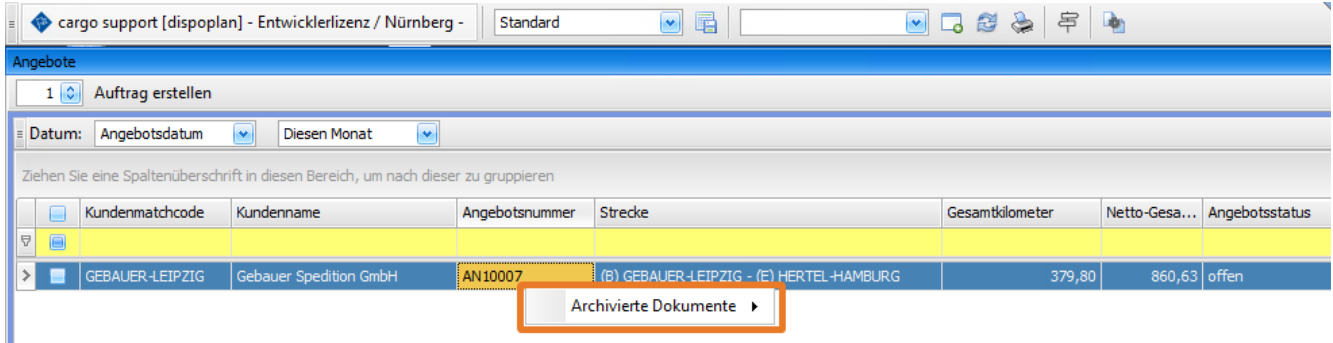 cargo support [dispoplan] - Entwicklerlizenz / Nürnberg - Standard
Angebote
1 Auftrag erstellen
Datum: Angebotsdatum Diesen Monat
Ziehen Sie eine Spaltenüberschrift in diesen Bereich, um nach dieser zu gruppieren
Kundenmatchcode Kundenname Angebotsnummer Strecke Gesamtkilometer Netto-Gesa... Angebotsstatus
GEBAUER-LEIPZIG Gebauer Spedition GmbH AN10007 (B) GEBAUER-LEIPZIG - (E) HERTEL-HAMBURG 379,80 860,63 offen
Archivierte Dokumente